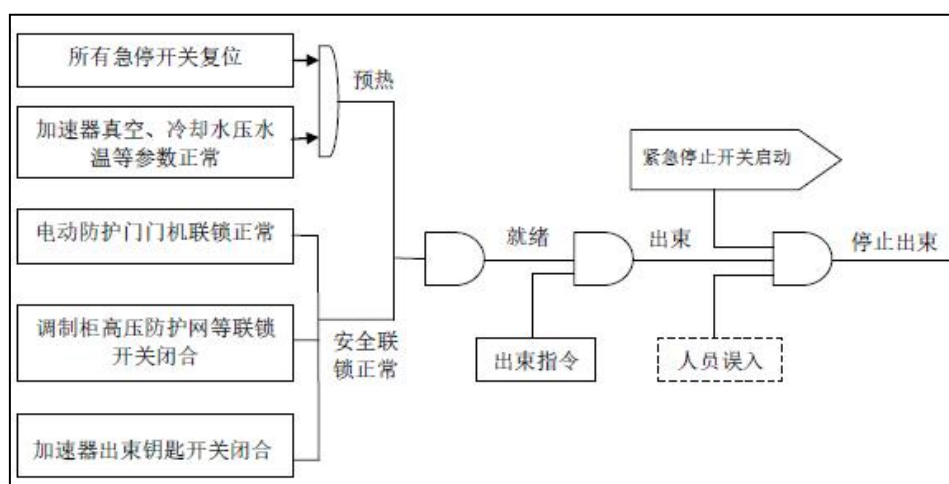 所有急停开关复位
预热
加速器真空、冷却水压水
温等参数正常
紧急停止开关启动
电动防护门门机联锁正常
就绪
出束
停止出束
调制柜高压防护网等联锁
开关闭合
安全联
锁正常
出束指令
人员误入
加速器出束钥匙开关闭合